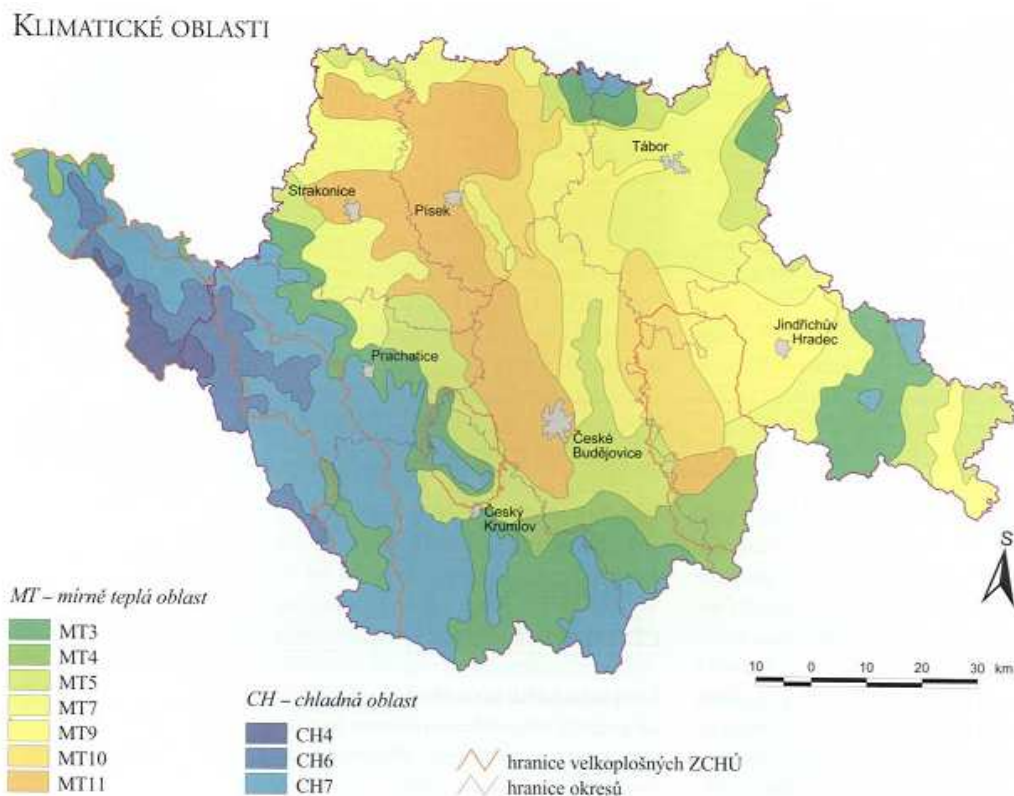 KLIMATICKÉ OBLASTI
Tábor
Strakonice
Písek
Jindřichův
Hradec
Prachatice
České
Budějovice
Český
Krumlov
S
MT – mírně teplá oblast
MT3
MT4
MT5
MT7
MT9
MT10
MT11
CH – chladná oblast
CH4
CH6
CH7
hranice velkoplošných ZCHÚ
hranice okresů
10 0 10 20 30 km